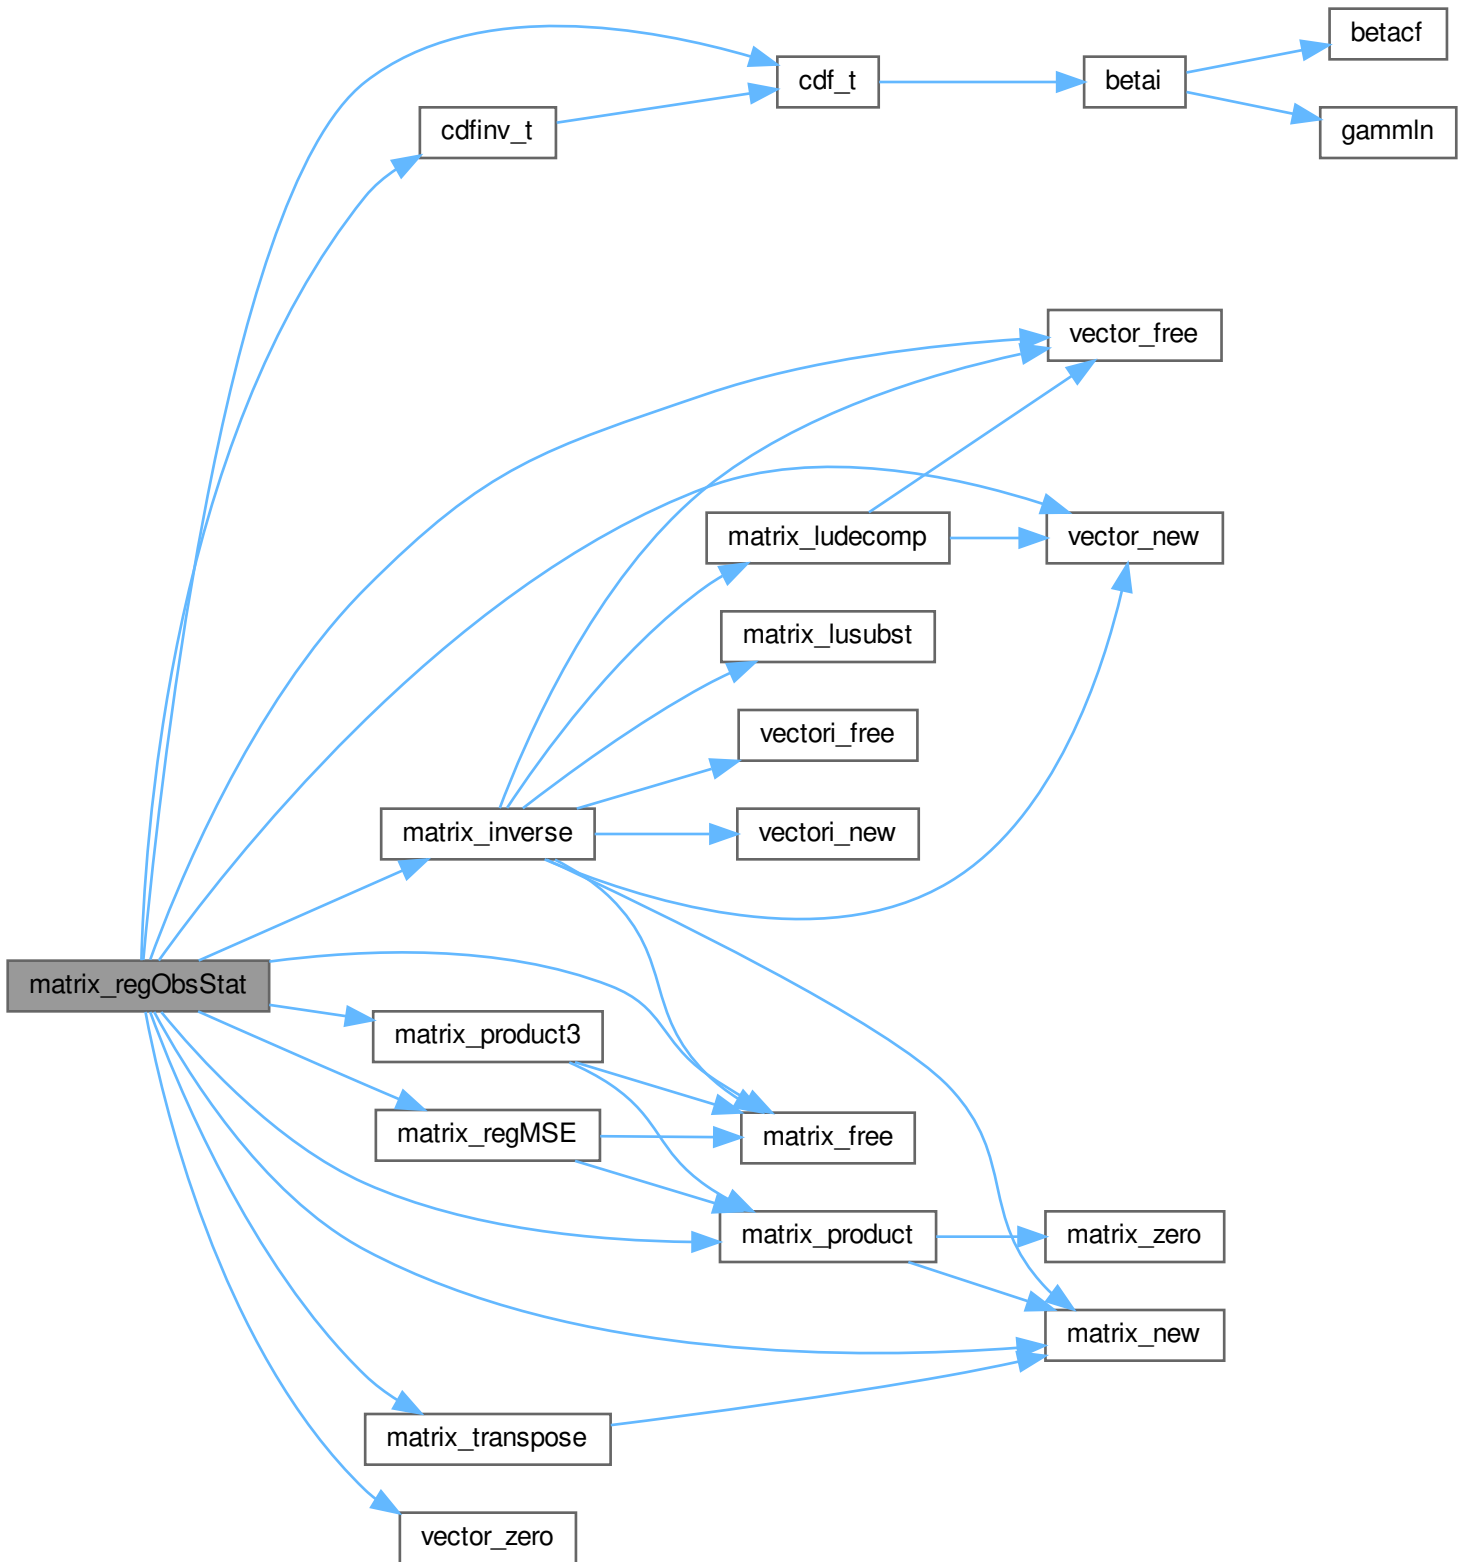 betacf
cdf_t
betai
cdfinv_t
gammln
vector_free
matrix_ludecomp
vector_new
matrix_lusubst
vectori_free
matrix_inverse
vectori_new
matrix_regObsStat
matrix_product3
matrix_regMSE
matrix_free
matrix_product
matrix_zero
matrix_new
matrix_transpose
vector_zero